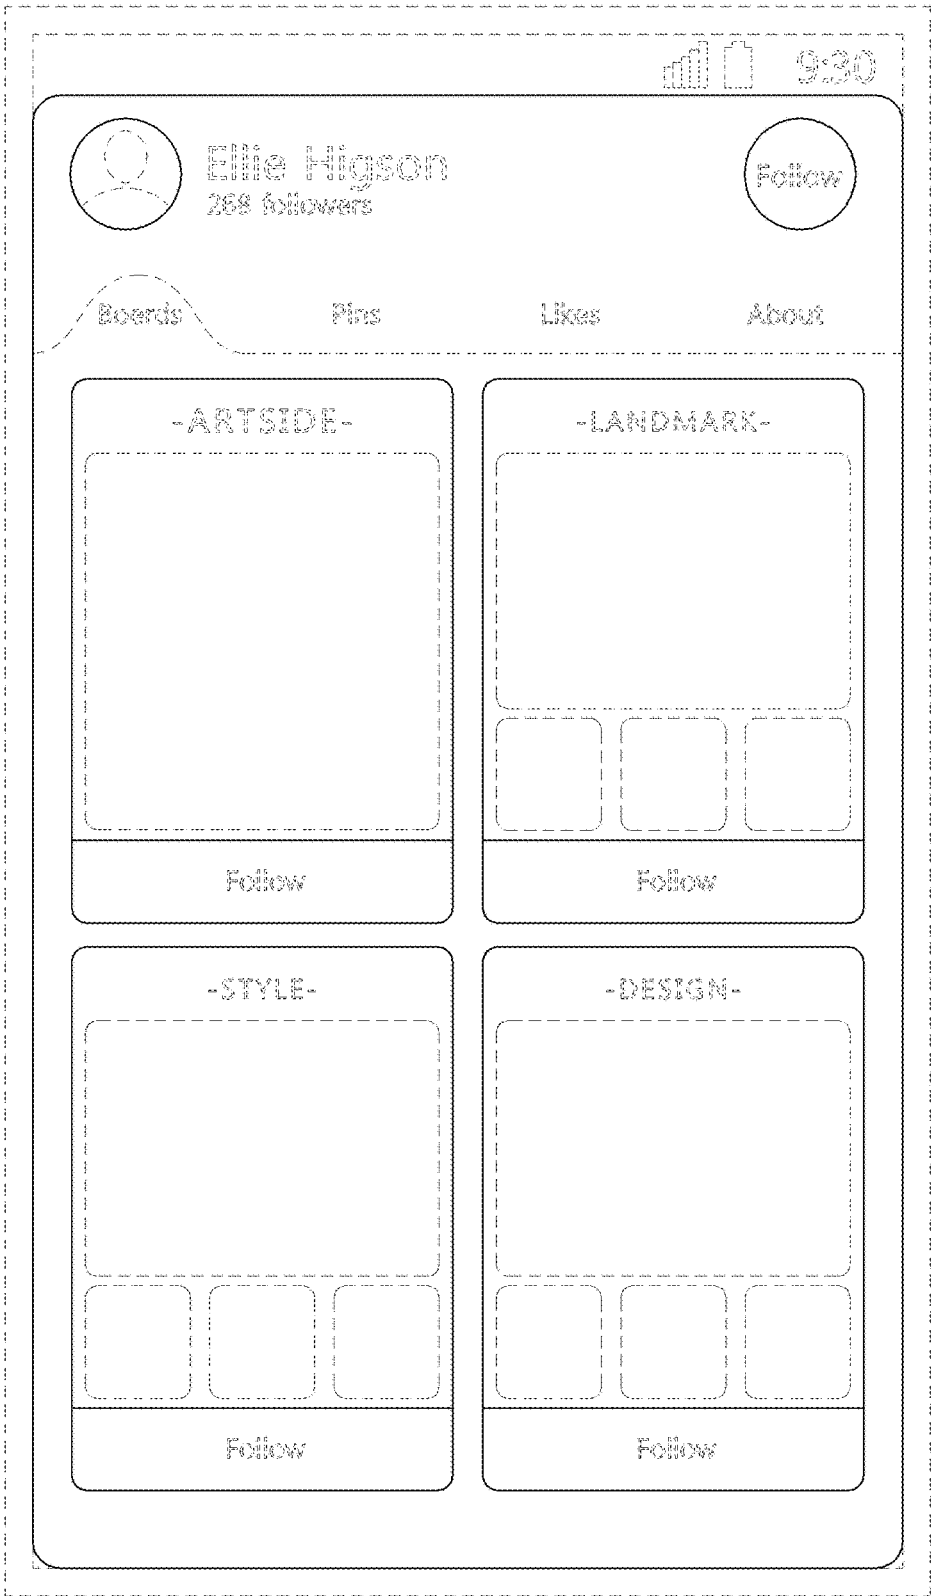 9:30
Ellie Higson
268 followers
Follow
Boards Pins Likes About
-ARTSIDE- -LANDMARK-
Follow Follow
-STYLE- -DESIGN-
Follow Follow